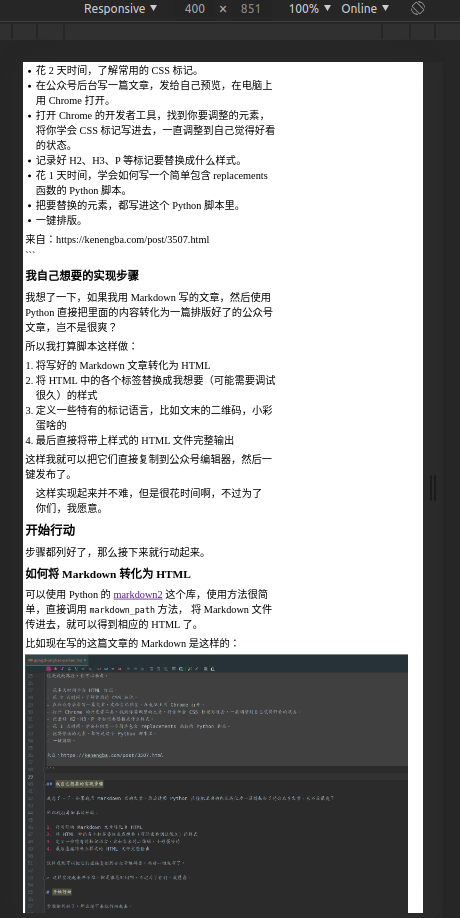 Responsive ▼ 400 × 851 100% ▼ Online ▼
• 花 2 天时间，了解常用的 CSS 标记。
• 在公众号后台写一篇文章，发给自己预览，在电脑上
用 Chrome 打开。
• 打开 Chrome 的开发者工具，找到你要调整的元素，
将你学会 CSS 标记写进去，一直调整到自己觉得好看
的状态。
• 记录好 H2、H3、P 等标记要替换成什么样式。
• 花 1 天时间，学会如何写一个简单包含 replacements
函数的 Python 脚本。
• 把要替换的元素，都写进这个 Python 脚本里。
• 一键排版。
来自：https://kenengba.com/post/3507.html
```
我自己想要的实现步骤
我想了一下，如果我用 Markdown 写的文章，然后使用
Python 直接把里面的内容转化为一篇排版好了的公众号
文章，岂不是很爽？
所以我打算脚本这样做：
1. 将写好的 Markdown 文章转化为 HTML
2. 将 HTML 中的各个标签替换成我想要（可能需要调试
很久）的样式
3. 定义一些特有的标记语言，比如文末的二维码，小彩
蛋啥的
4. 最后直接将带上样式的 HTML 文件完整输出
这样我就可以把它们直接复制到公众号编辑器，然后一
键发布了。
这样实现起来并不难，但是很花时间啊，不过为了
你们，我愿意。
开始行动
步骤都列好了，那么接下来就行动起来。
如何将 Markdown 转化为 HTML
可以使用 Python 的 markdown2 这个库，使用方法很简
单，直接调用 markdown_path 方法， 将 Markdown 文件
传进去，就可以得到相应的 HTML 了。
比如现在写的这篇文章的 Markdown 是这样的：
来自：https://kenengba.com/post/3507.html
## 我自己想要的实现步骤
# 开始行动